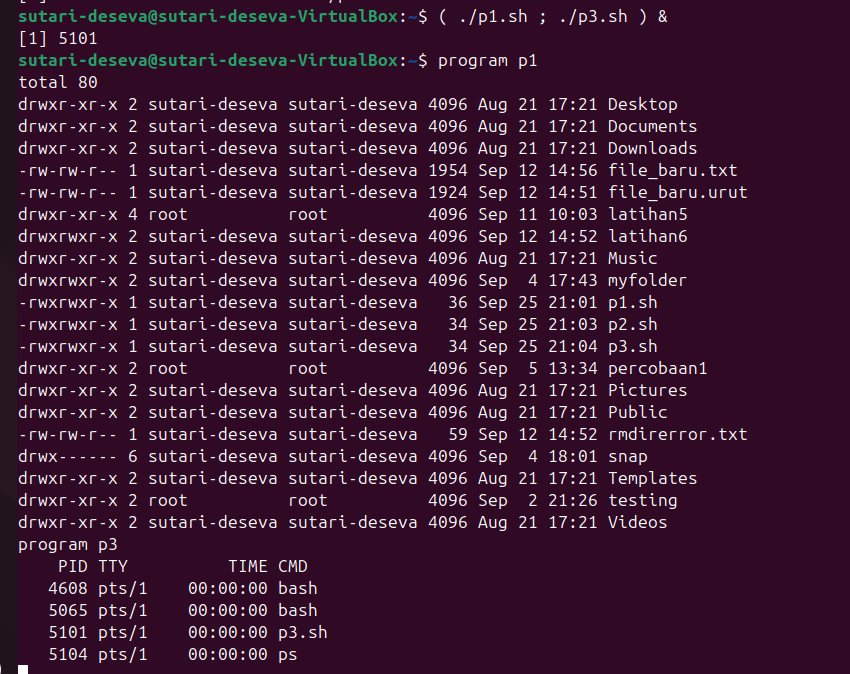 sutari-deseva@sutari-deseva-VirtualBox:~$ ( ./p1.sh ; ./p3.sh ) &
[1] 5101
sutari-deseva@sutari-deseva-VirtualBox:~$ program p1
total 80
drwxr-xr-x 2 sutari-deseva sutari-deseva 4096 Aug 21 17:21 Desktop
drwxr-xr-x 2 sutari-deseva sutari-deseva 4096 Aug 21 17:21 Documents
drwxr-xr-x 2 sutari-deseva sutari-deseva 4096 Aug 21 17:21 Downloads
-rw-rw-r-- 1 sutari-deseva sutari-deseva 1954 Sep 12 14:56 file_baru.txt
-rw-rw-r-- 1 sutari-deseva sutari-deseva 1924 Sep 12 14:51 file_baru.urut
drwxr-xr-x 4 root          root          4096 Sep 11 10:03 latihan5
drwxrwxr-x 2 sutari-deseva sutari-deseva 4096 Sep 12 14:52 latihan6
drwxr-xr-x 2 sutari-deseva sutari-deseva 4096 Aug 21 17:21 Music
drwxrwxr-x 2 sutari-deseva sutari-deseva 4096 Sep  4 17:43 myfolder
-rwxrwxr-x 1 sutari-deseva sutari-deseva   36 Sep 25 21:01 p1.sh
-rwxrwxr-x 1 sutari-deseva sutari-deseva   34 Sep 25 21:03 p2.sh
-rwxrwxr-x 1 sutari-deseva sutari-deseva   34 Sep 25 21:04 p3.sh
drwxr-xr-x 2 root          root          4096 Sep  5 13:34 percobaan1
drwxr-xr-x 2 sutari-deseva sutari-deseva 4096 Aug 21 17:21 Pictures
drwxr-xr-x 2 sutari-deseva sutari-deseva 4096 Aug 21 17:21 Public
-rw-rw-r-- 1 sutari-deseva sutari-deseva   59 Sep 12 14:52 rmdirerror.txt
drwx------ 6 sutari-deseva sutari-deseva 4096 Sep  4 18:01 snap
drwxr-xr-x 2 sutari-deseva sutari-deseva 4096 Aug 21 17:21 Templates
drwxr-xr-x 2 root          root          4096 Sep  2 21:26 testing
drwxr-xr-x 2 sutari-deseva sutari-deseva 4096 Aug 21 17:21 Videos
program p3
    PID TTY          TIME CMD
   4608 pts/1    00:00:00 bash
   5065 pts/1    00:00:00 bash
   5101 pts/1    00:00:00 p3.sh
   5104 pts/1    00:00:00 ps